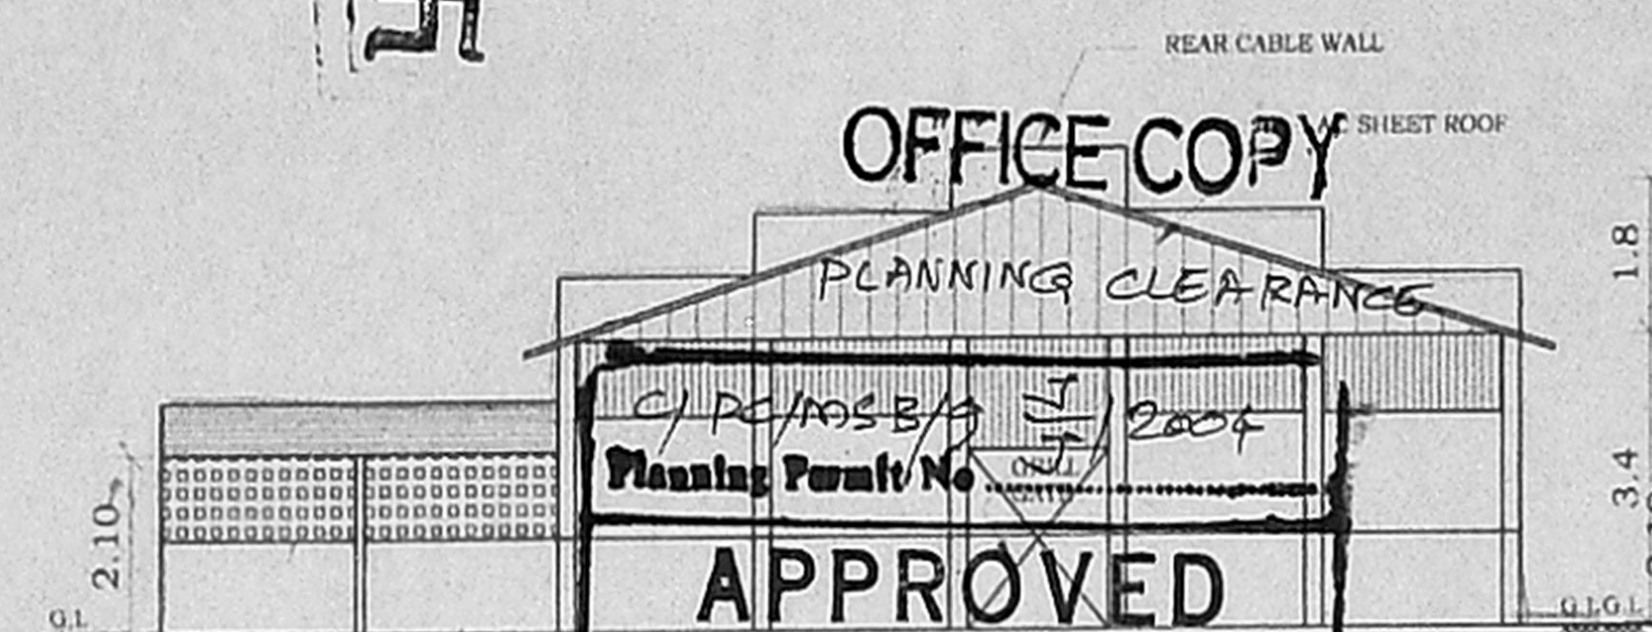 REAR CABLE WALL
AC SHEET ROOF
OFFICE COPY
PLANNING CLEARANCE
1.8
C/PC/MSB/ /2004
Planning Permit No
3.4
2.10
APPROVED
G.L
G.L G.L